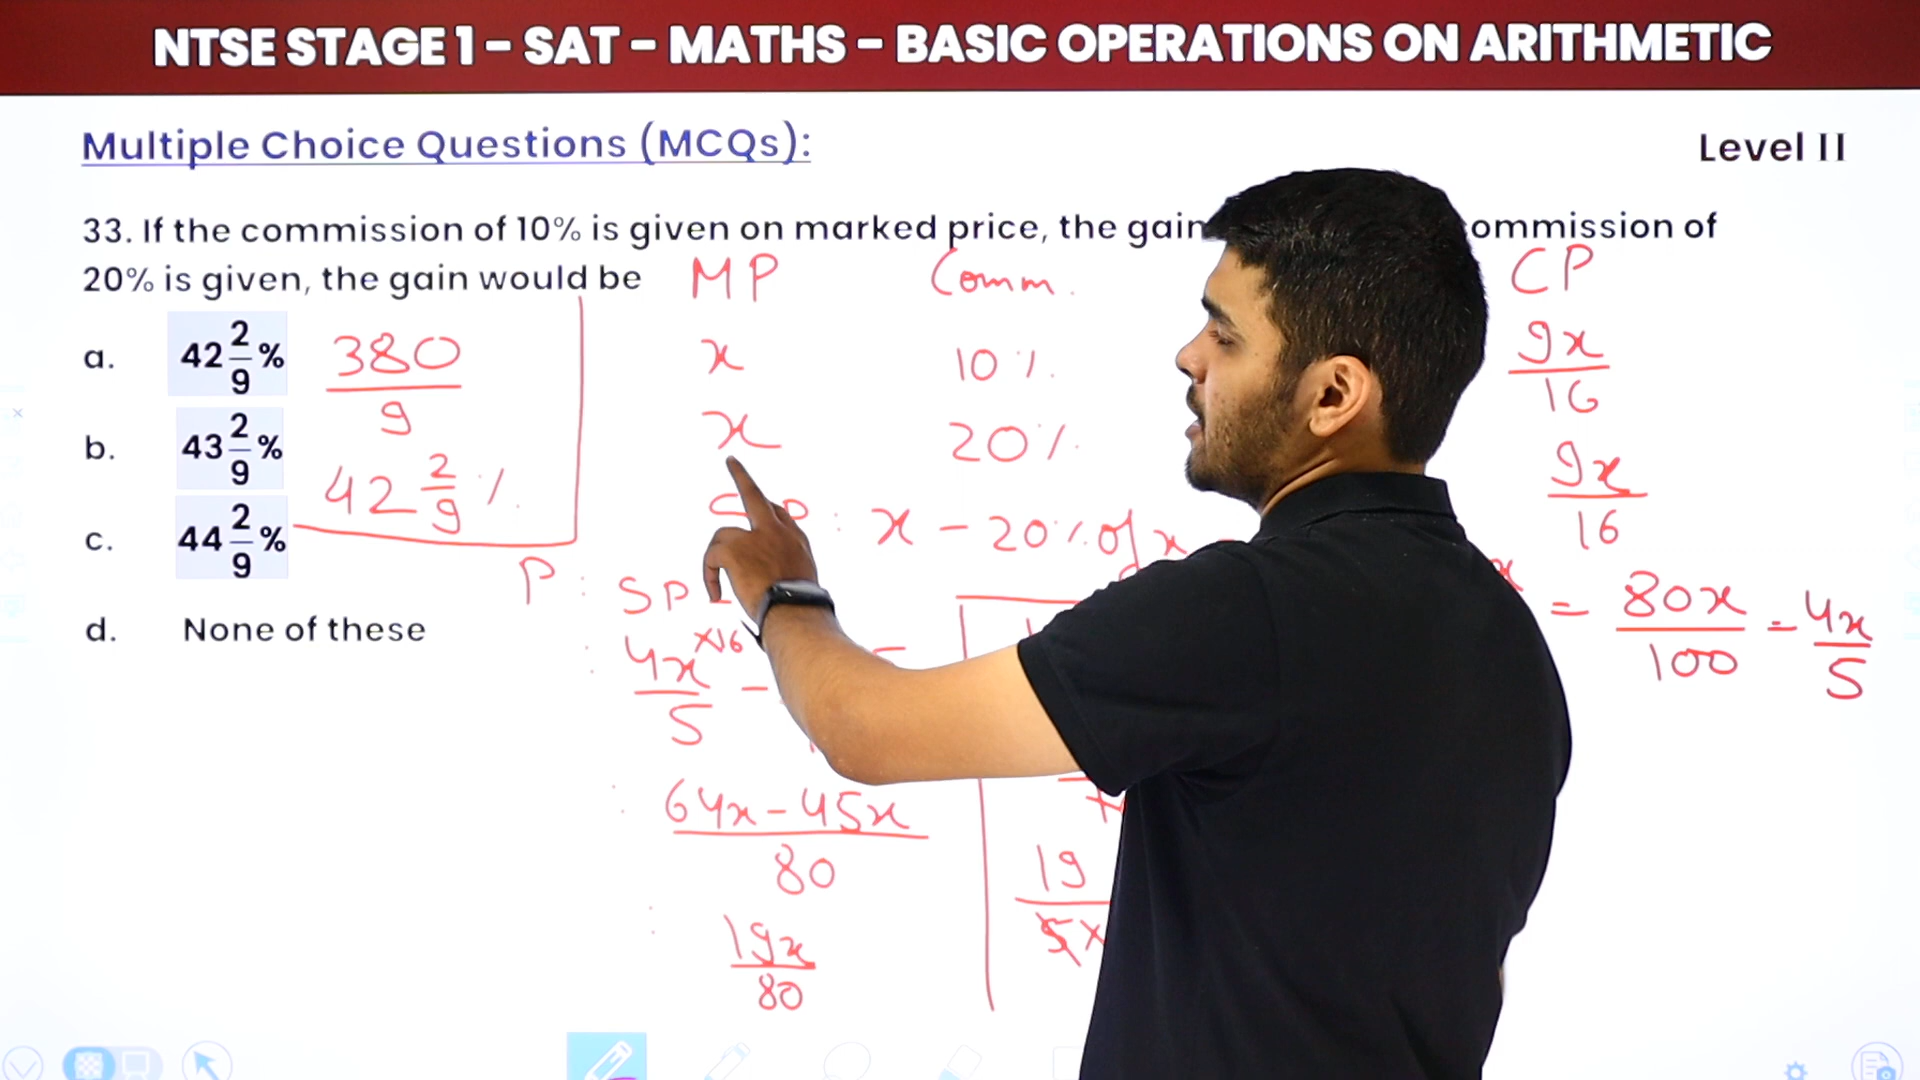 NTSE STAGE 1 – SAT – MATHS – BASIC OPERATIONS ON ARITHMETIC
Multiple Choice Questions (MCQs):
Level II
33. If the commission of 10% is given on marked price, the gain ommission of
20% is given, the gain would be
MP Comm. CP
a. 42 2/9 %
380/9
x 10% 9x/16
b. 43 2/9 %
x 20% 9x/16
42 2/9 %
c. 44 2/9 %
: x - 20% of x
P : SP -
= 80x/100 = 4x/5
d. None of these
4x/5 ×16 -
64x - 45x / 80
19
5×
19x/80